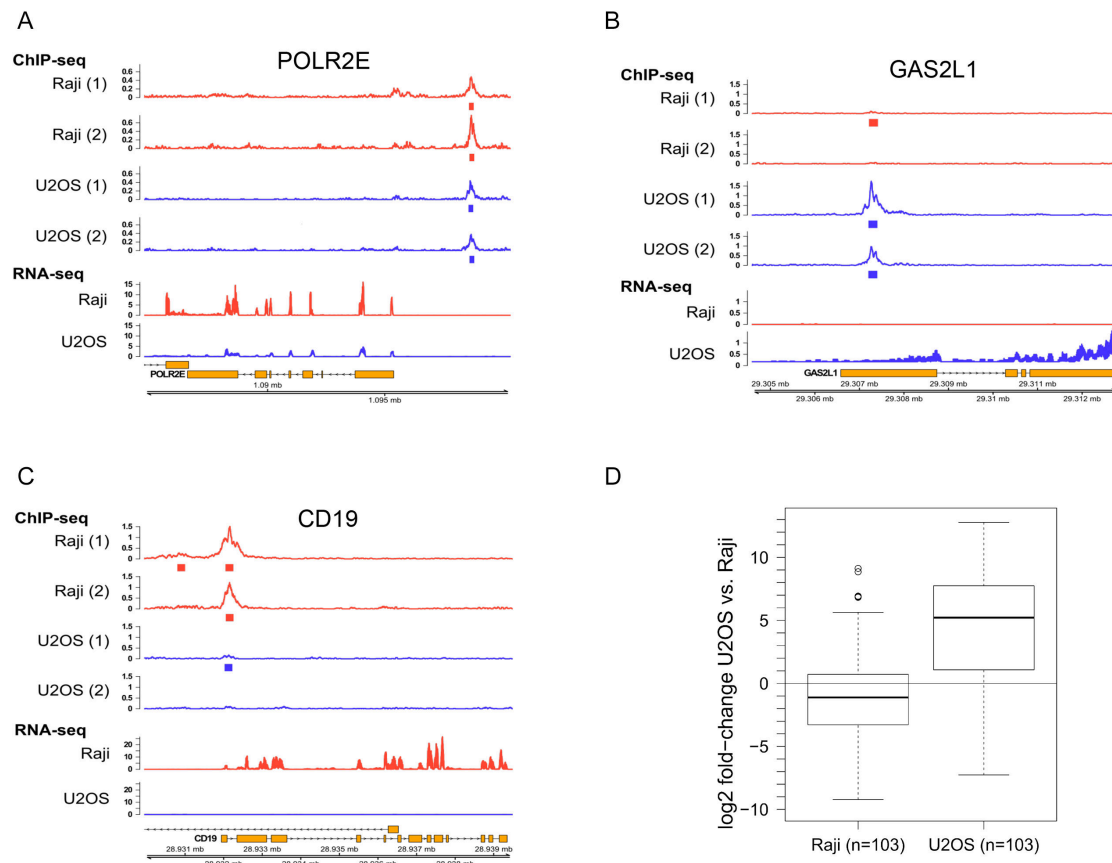 A
POLR2E
ChIP-seq
Raji (1)
0.6
0.4
0.2
0
Raji (2)
0.6
0.4
0.2
0
U2OS (1)
0.6
0.4
0.2
0
U2OS (2)
0.6
0.4
0.2
0
RNA-seq
Raji
15
10
5
0
U2OS
15
10
5
0
POLR2E
1.09 mb
1.095 mb
B
GAS2L1
ChIP-seq
Raji (1)
1.5
1
0.5
0
Raji (2)
1.5
1
0.5
0
U2OS (1)
1.5
1
0.5
0
U2OS (2)
1.5
1
0.5
0
RNA-seq
Raji
1.5
1
0.5
0
U2OS
1.5
1
0.5
0
GAS2L1
29.305 mb 29.307 mb 29.309 mb 29.311 mb
29.306 mb 29.308 mb 29.31 mb 29.312 mb
C
CD19
ChIP-seq
Raji (1)
1.5
1
0.5
0
Raji (2)
1.5
1
0.5
0
U2OS (1)
1.5
1
0.5
0
U2OS (2)
1.5
1
0.5
0
RNA-seq
Raji
20
10
0
U2OS
25
20
15
10
5
0
CD19
28.931 mb 28.933 mb 28.935 mb 28.937 mb 28.939 mb
D
log2 fold-change U2OS vs. Raji
10
5
0
−5
−10
Raji (n=103) U2OS (n=103)